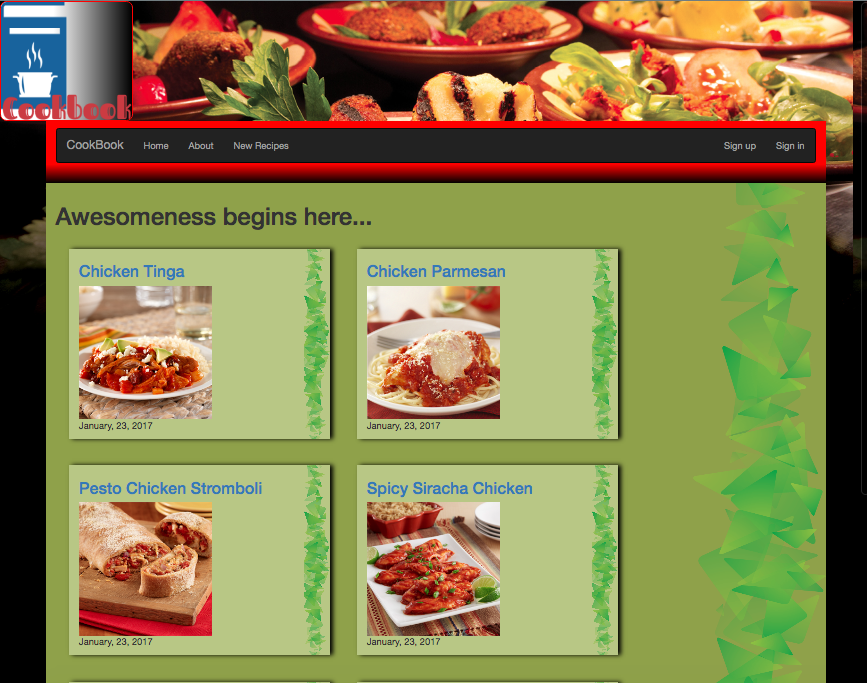 Cookbook
CookBook Home About New Recipes Sign up Sign in
Awesomeness begins here...
Chicken Tinga
January, 23, 2017
Chicken Parmesan
January, 23, 2017
Pesto Chicken Stromboli
January, 23, 2017
Spicy Siracha Chicken
January, 23, 2017